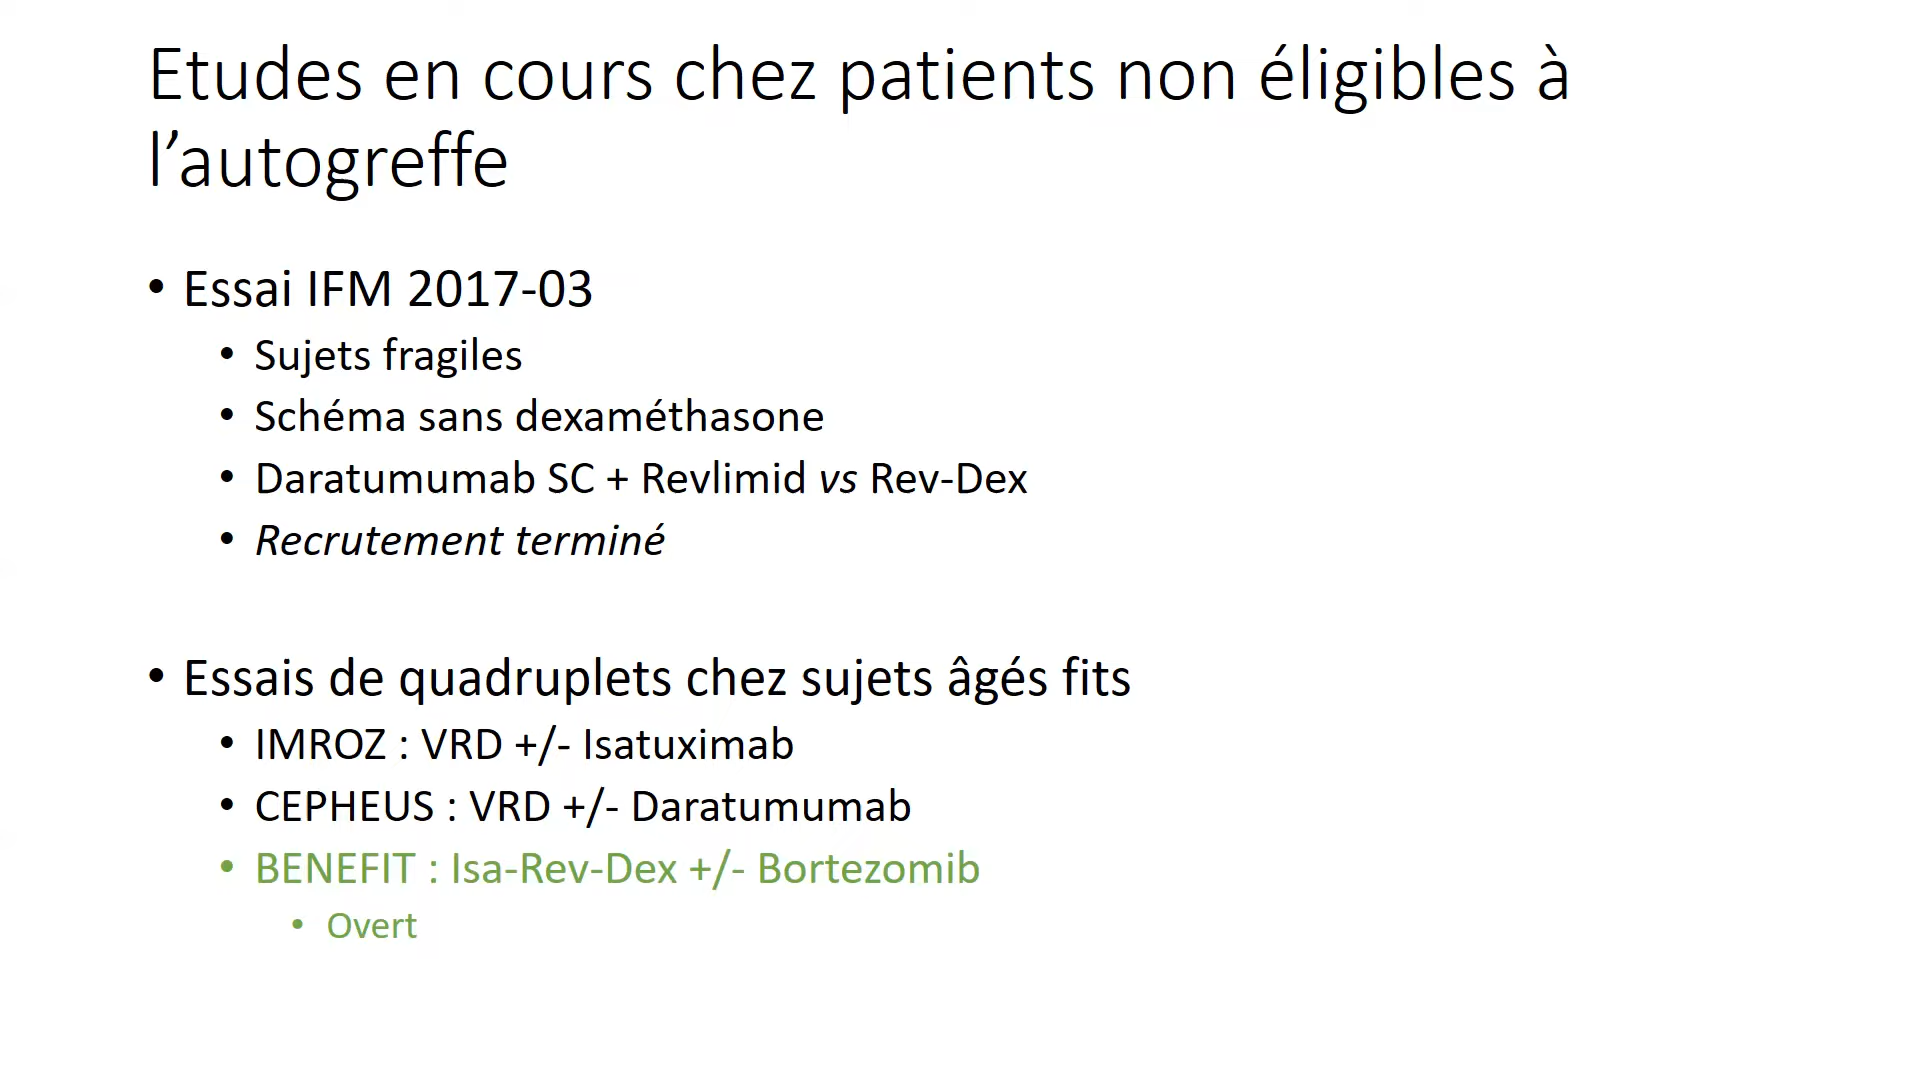 Etudes en cours chez patients non éligibles à
l’autogreffe
• Essai IFM 2017-03
• Sujets fragiles
• Schéma sans dexaméthasone
• Daratumumab SC + Revlimid vs Rev-Dex
• Recrutement terminé
• Essais de quadruplets chez sujets âgés fits
• IMROZ : VRD +/- Isatuximab
• CEPHEUS : VRD +/- Daratumumab
• BENEFIT : Isa-Rev-Dex +/- Bortezomib
• Overt